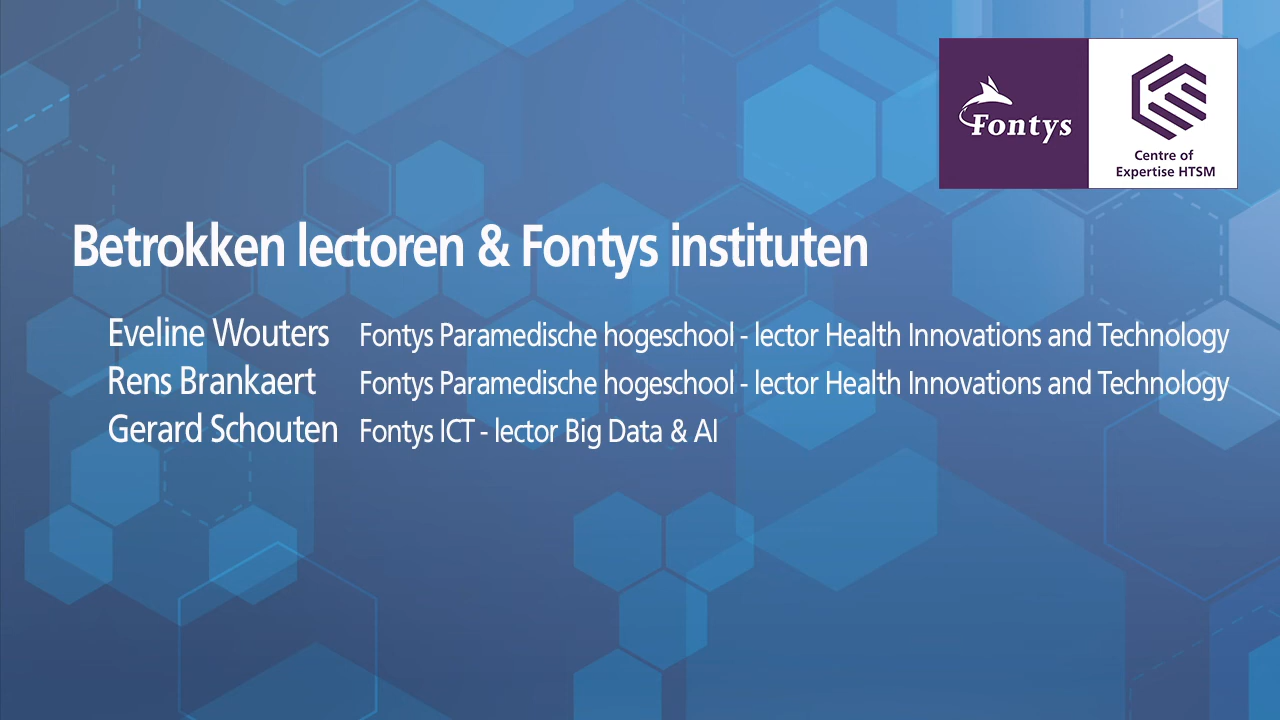 Fontys
Centre of
Expertise HTSM
Betrokken lectoren & Fontys instituten
Eveline Wouters Fontys Paramedische hogeschool - lector Health Innovations and Technology
Rens Brankaert Fontys Paramedische hogeschool - lector Health Innovations and Technology
Gerard Schouten Fontys ICT - lector Big Data & AI